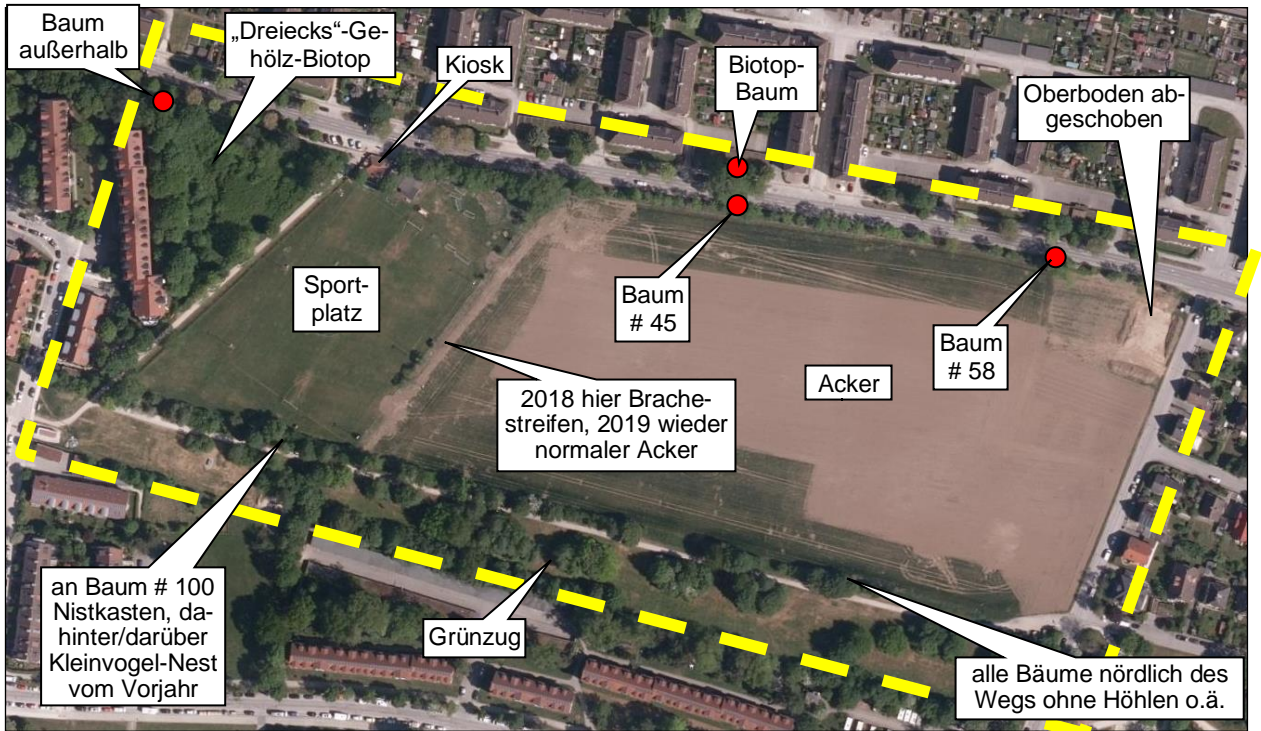 Baum
außerhalb
„Dreiecks“-Ge-
hölz-Biotop
Kiosk
Biotop-
Baum
Oberboden ab-
geschoben
Sport-
platz
Baum
# 45
Baum
# 58
Acker
2018 hier Brache-
streifen, 2019 wieder
normaler Acker
an Baum # 100
Nistkasten, da-
hinter/darüber
Kleinvogel-Nest
vom Vorjahr
Grünzug
alle Bäume nördlich des
Wegs ohne Höhlen o.ä.